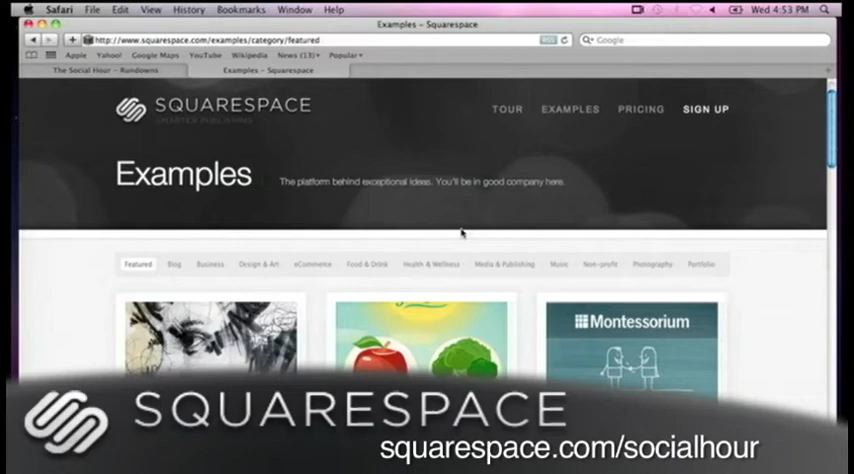 Safari File Edit View History Bookmarks Window Help Wed 4:53 PM
Examples – Squarespace
http://www.squarespace.com/examples/category/featured RSS Google
Apple Yahoo! Google Maps YouTube Wikipedia News (13) Popular
The Social Hour – Rundowns Examples – Squarespace
SQUARESPACE TOUR EXAMPLES PRICING SIGN UP
Examples The platform behind exceptional ideas. You'll be in good company here.
Featured Blog Business Design & Art eCommerce Food & Drink Health & Wellness Media & Publishing Music Non-profit Photography Portfolio
Montessorium
SQUARESPACE
squarespace.com/socialhour